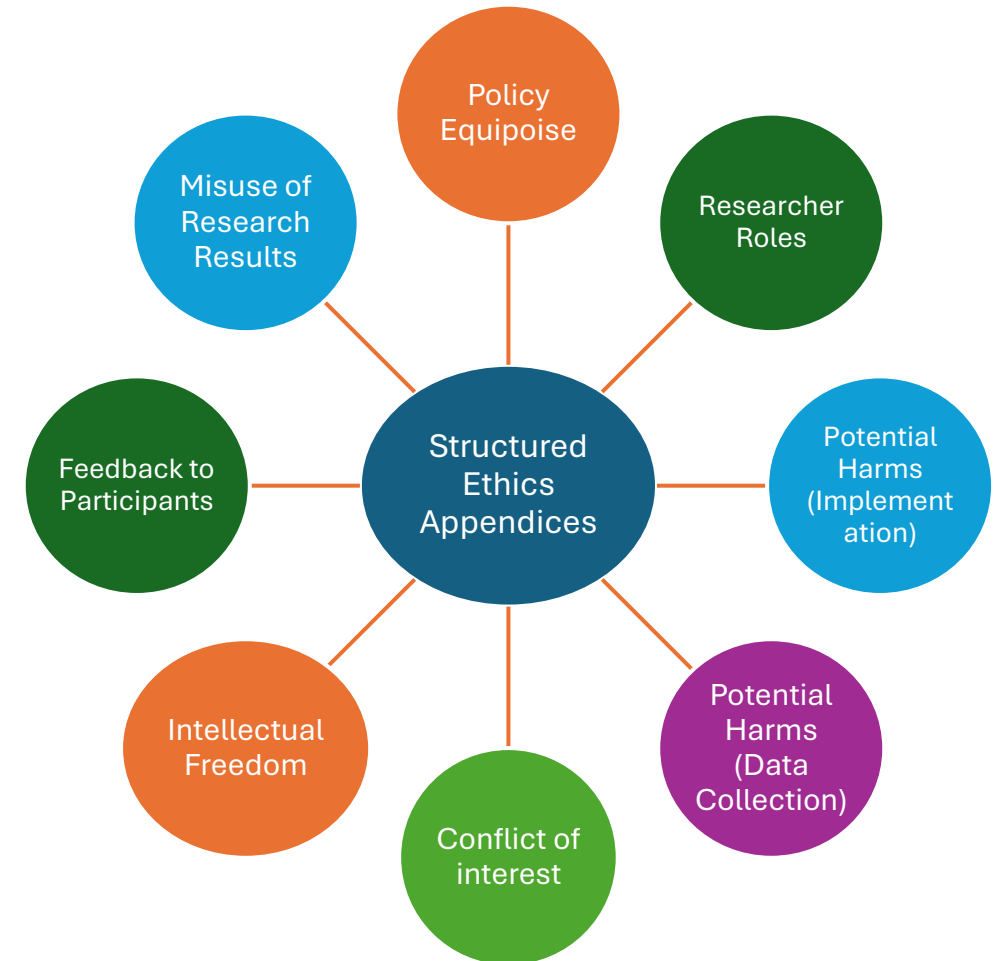 Policy
Equipoise
Researcher
Roles
Potential
Harms
(Implement
ation)
Potential
Harms
(Data
Collection)
Conflict of
interest
Intellectual
Freedom
Feedback to
Participants
Misuse of
Research
Results
Structured
Ethics
Appendices